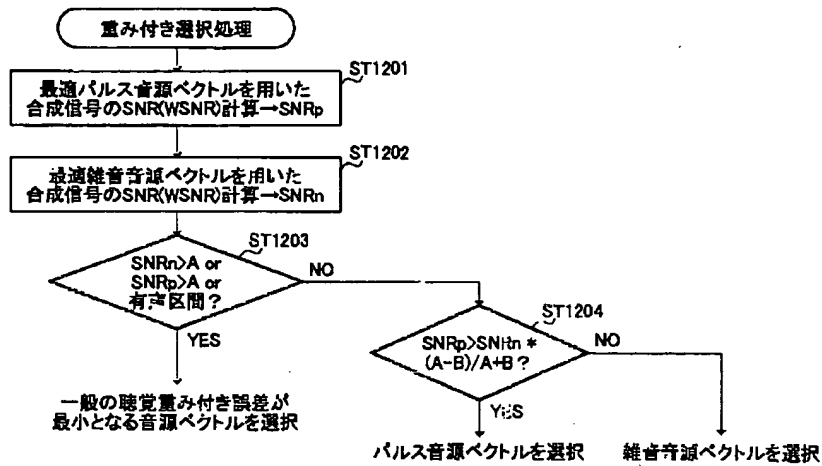 重み付き選択処理
ST1201
最適パルス音源ベクトルを用いた
合成信号のSNR(WSNR)計算→SNRp
ST1202
最適雑音音源ベクトルを用いた
合成信号のSNR(WSNR)計算→SNRn
ST1203
SNRn>A or
SNRp>A or
有声区間?
NO
YES
ST1204
SNRp>SNRn *
(A-B)/A+B?
NO
YES
一般の聴覚重み付き誤差が
最小となる音源ベクトルを選択
パルス音源ベクトルを選択
雑音音源ベクトルを選択